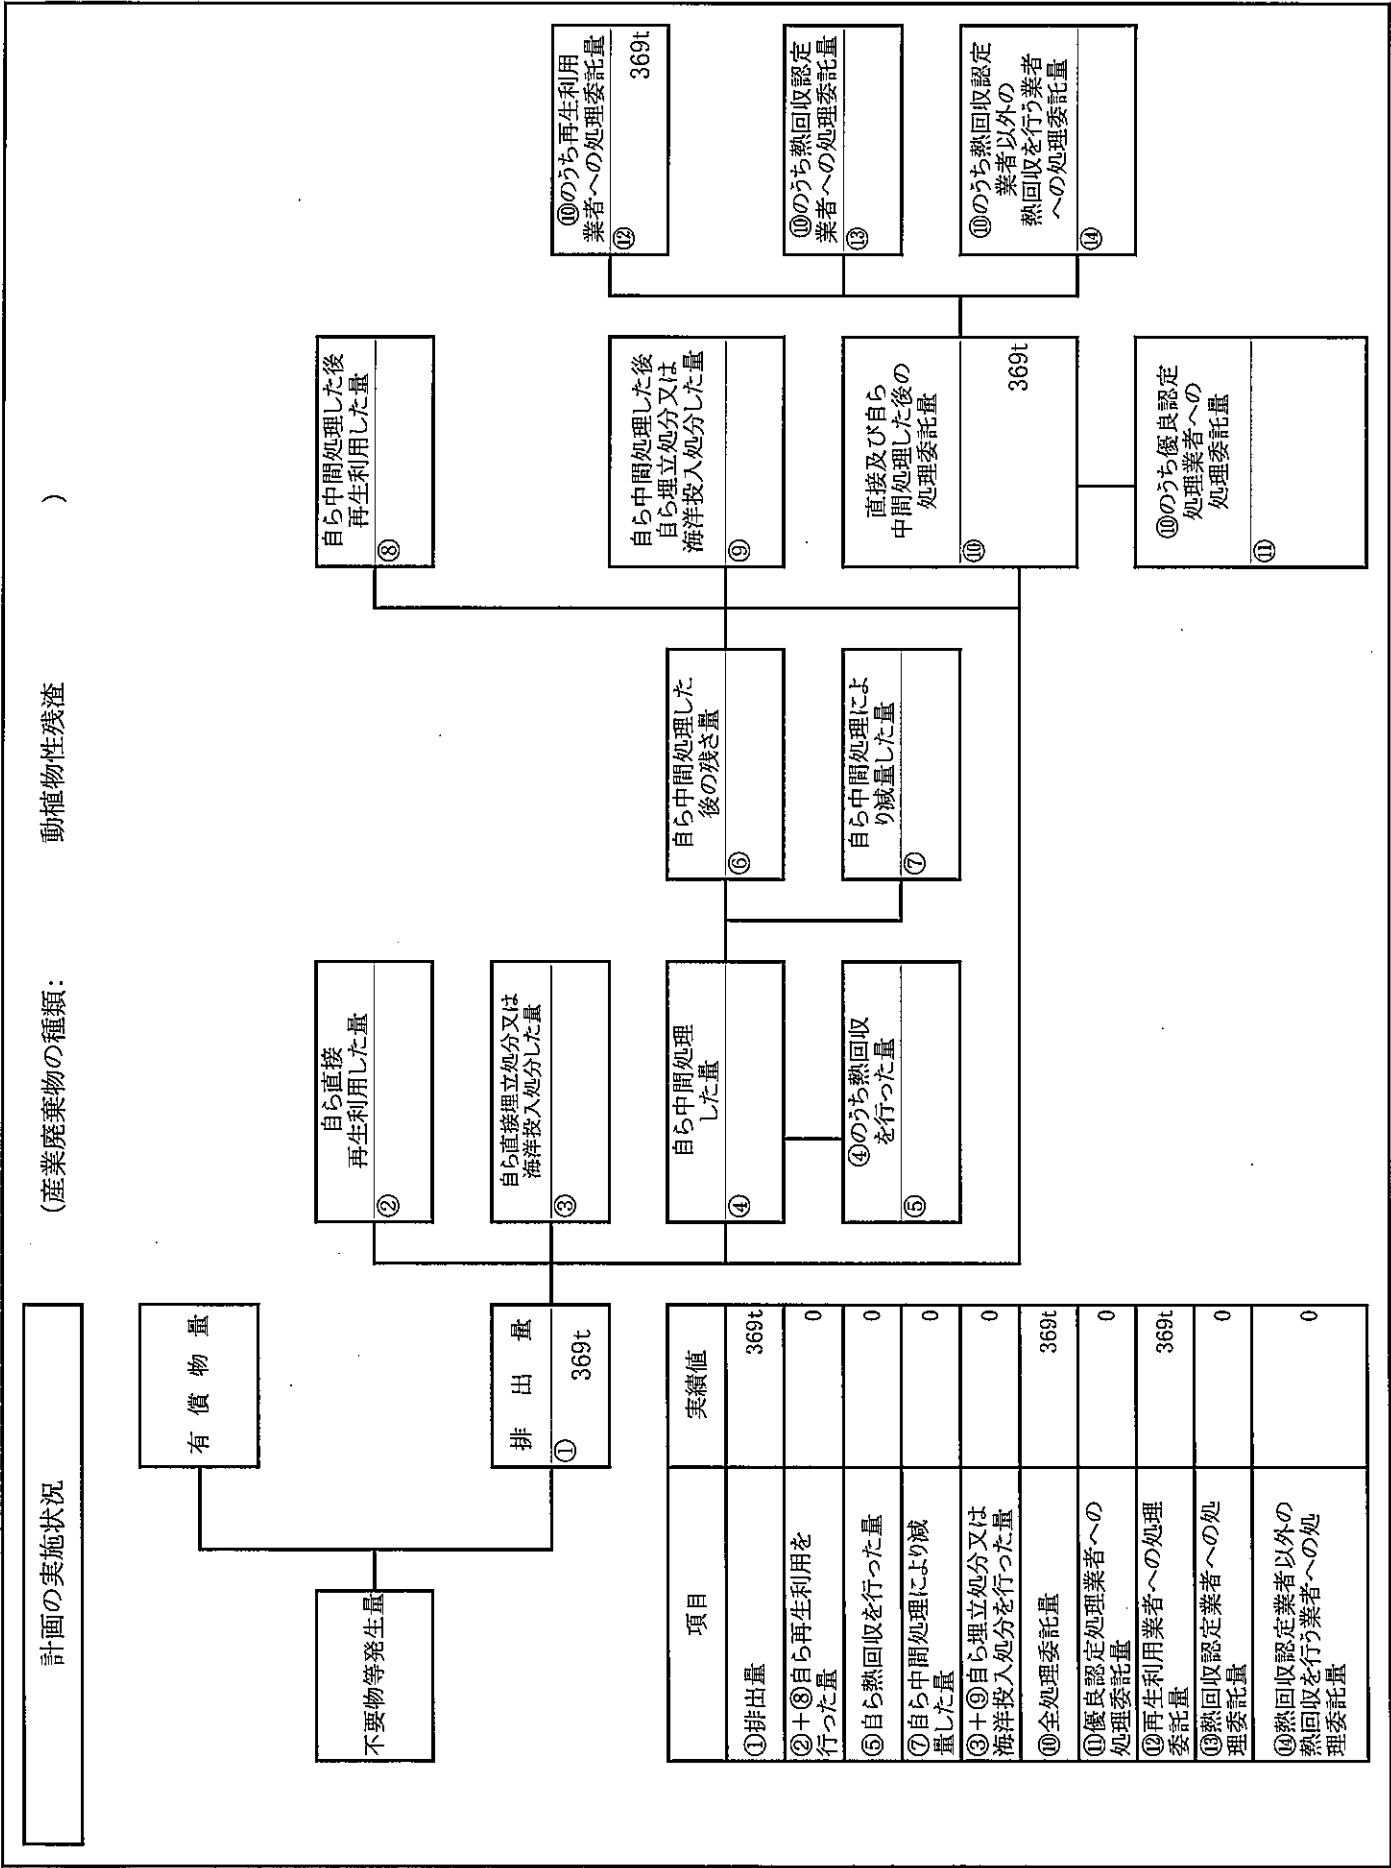 計画の実施状況
(産業廃棄物の種類: 動植物性残渣 )
不要物等発生量
有 償 物 量
排 出 量
① 369t
自ら直接
再生利用した量
②
自ら直接埋立処分又は
海洋投入処分した量
③
自ら中間処理
した量
④
④のうち熱回収
を行った量
⑤
自ら中間処理した
後の残さ量
⑥
自ら中間処理によ
り減量した量
⑦
自ら中間処理した後
再生利用した量
⑧
自ら中間処理した後
自ら埋立処分又は
海洋投入処分した量
⑨
直接及び自ら
中間処理した後の
処理委託量
⑩ 369t
⑩のうち優良認定
処理業者への
処理委託量
⑪
⑩のうち再生利用
業者への処理委託量
⑫ 369t
⑩のうち熱回収認定
業者への処理委託量
⑬
⑩のうち熱回収認定
業者以外の
熱回収を行う業者
への処理委託量
⑭
項目 実績値
①排出量 369t
②+⑧自ら再生利用を
行った量 0
⑤自ら熱回収を行った量 0
⑦自ら中間処理により減
量した量 0
③+⑨自ら埋立処分又は
海洋投入処分を行った量 0
⑩全処理委託量 369t
⑪優良認定処理業者への
処理委託量 0
⑫再生利用業者への処理
委託量 369t
⑬熱回収認定業者への処
理委託量 0
⑭熱回収認定業者以外の
熱回収を行う業者への処
理委託量 0